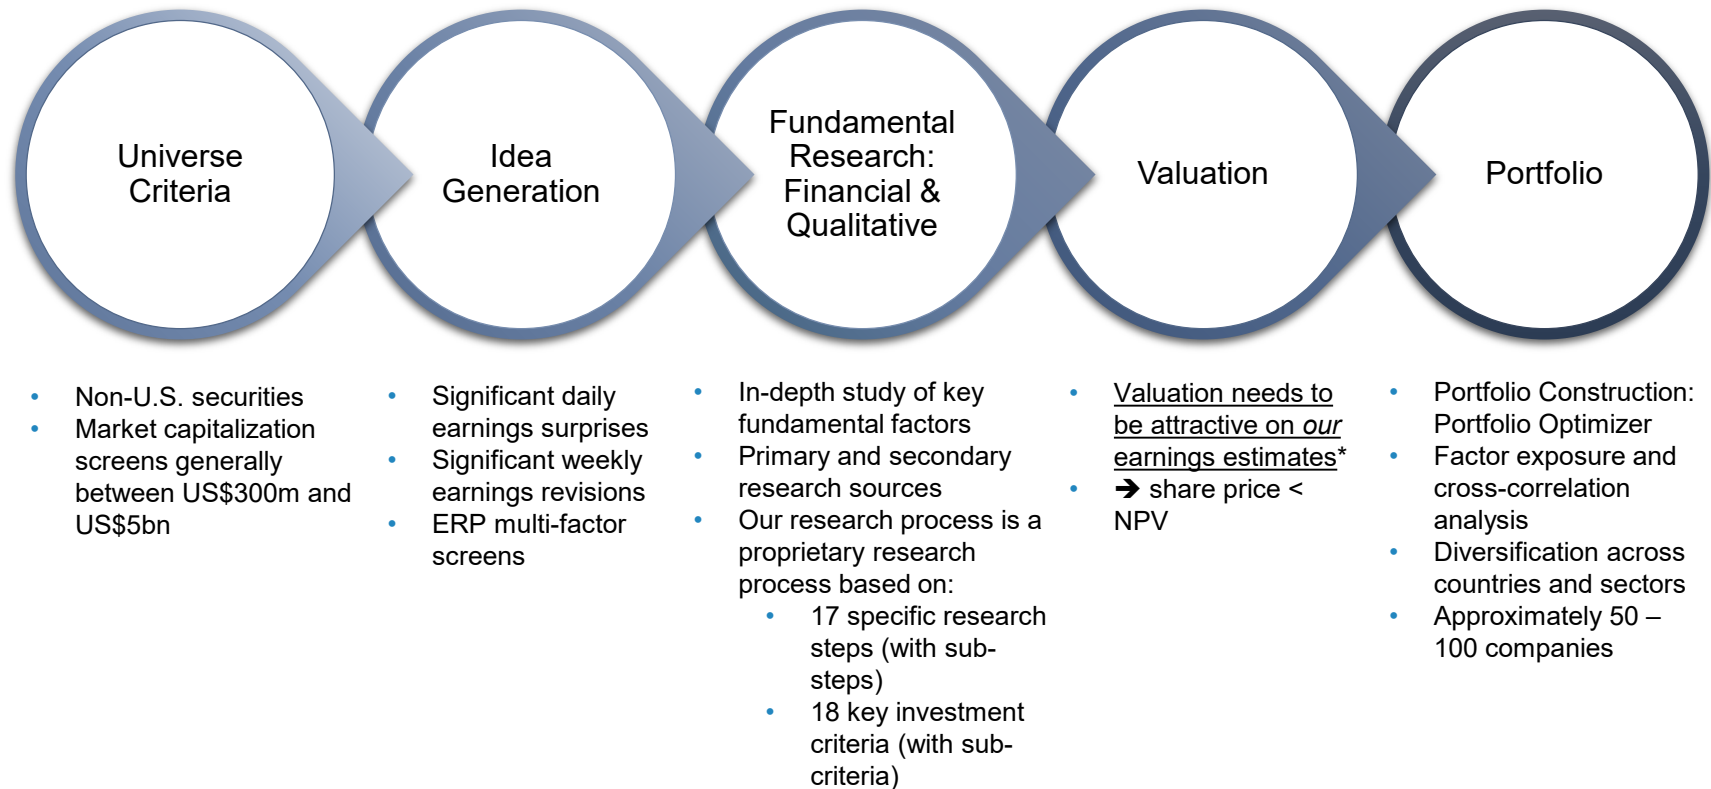 Universe
Criteria
Idea
Generation
Fundamental
Research:
Financial &
Qualitative
Valuation
Portfolio
• Non-U.S. securities
• Market capitalization
screens generally
between US$300m and
US$5bn
• Significant daily
earnings surprises
• Significant weekly
earnings revisions
• ERP multi-factor
screens
• In-depth study of key
fundamental factors
• Primary and secondary
research sources
• Our research process is a
proprietary research
process based on:
• 17 specific research
steps (with sub-
steps)
• 18 key investment
criteria (with sub-
criteria)
• Valuation needs to
be attractive on our
earnings estimates*
• ➔ share price <
NPV
• Portfolio Construction:
Portfolio Optimizer
• Factor exposure and
cross-correlation
analysis
• Diversification across
countries and sectors
• Approximately 50 –
100 companies